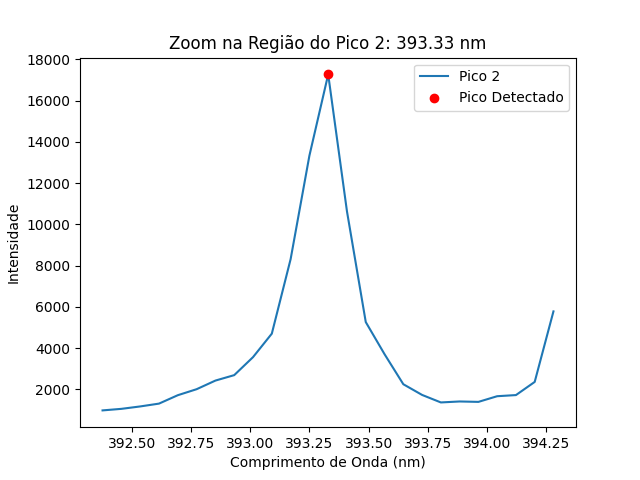 Zoom na Região do Pico 2: 393.33 nm
Pico 2
Pico Detectado
Intensidade
18000
16000
14000
12000
10000
8000
6000
4000
2000
392.50 392.75 393.00 393.25 393.50 393.75 394.00 394.25
Comprimento de Onda (nm)